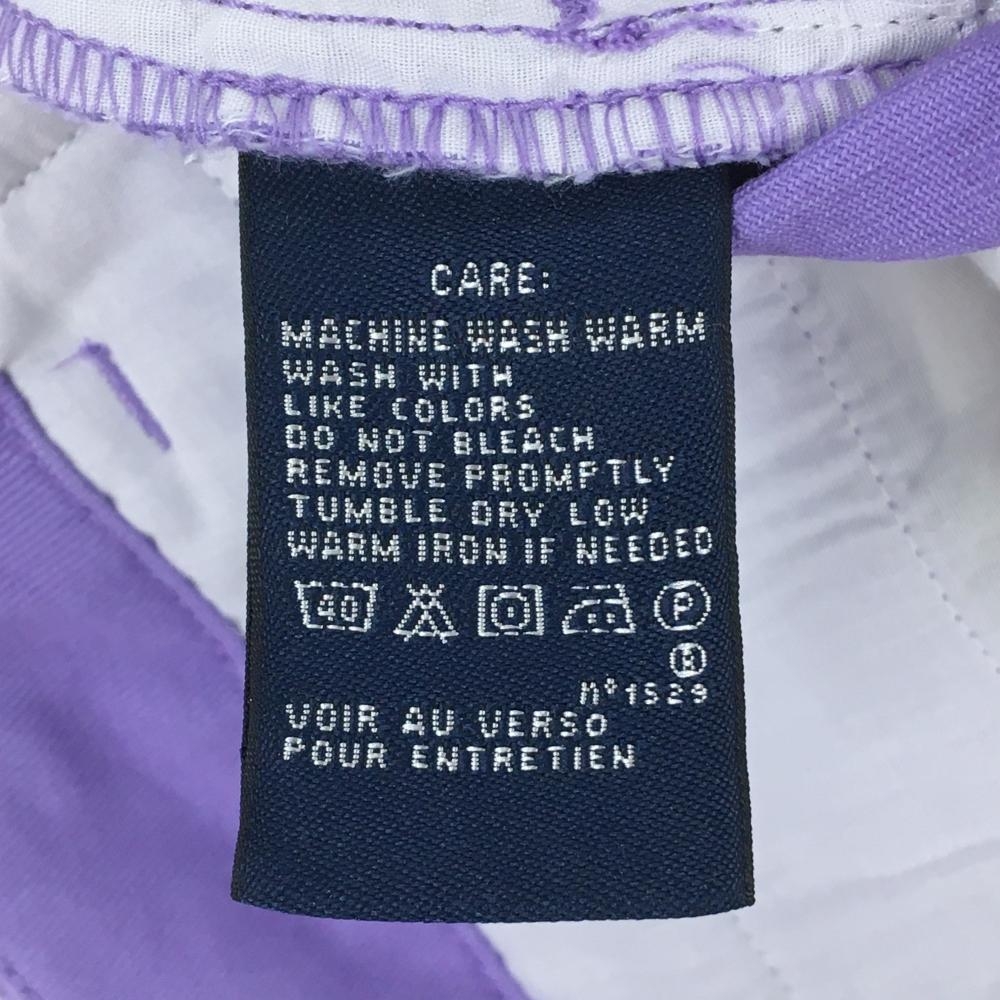 CARE:
MACHINE WASH WARM
WASH WITH
LIKE COLORS
DO NOT BLEACH
REMOVE PROMPTLY
TUMBLE DRY LOW
WARM IRON IF NEEDED
40 P
R
n° 1529
VOIR AU VERSO
POUR ENTRETIEN